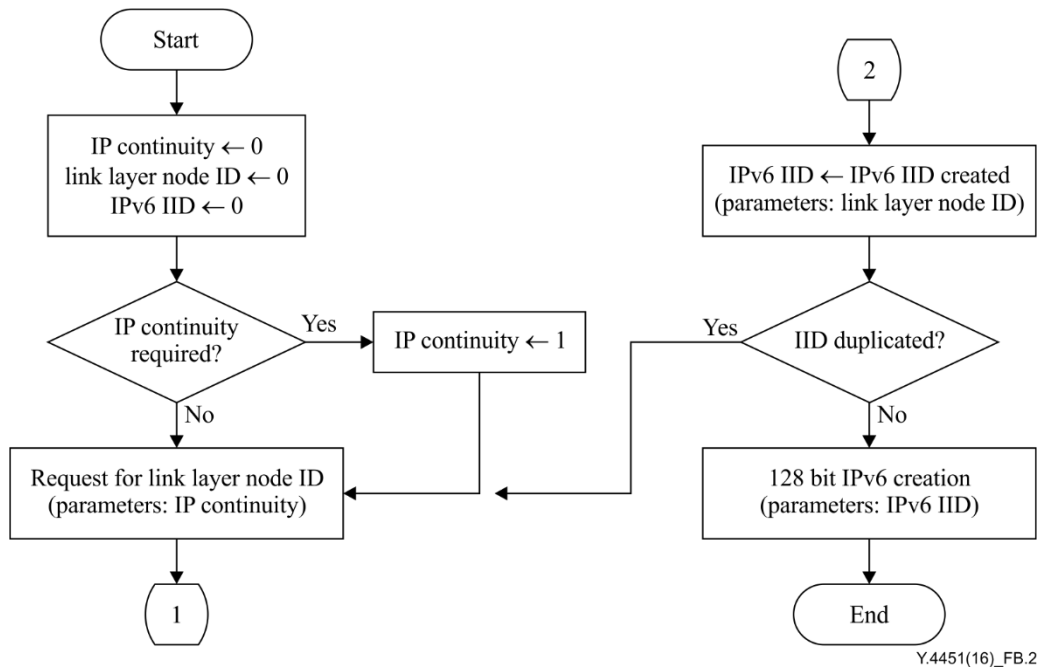 Start
IP continuity ← 0
link layer node ID ← 0
IPv6 IID ← 0
IP continuity
required?
Yes
IP continuity ← 1
No
Request for link layer node ID
(parameters: IP continuity)
1
2
IPv6 IID ← IPv6 IID created
(parameters: link layer node ID)
Yes
IID duplicated?
No
128 bit IPv6 creation
(parameters: IPv6 IID)
End
Y.4451(16)_FB.2